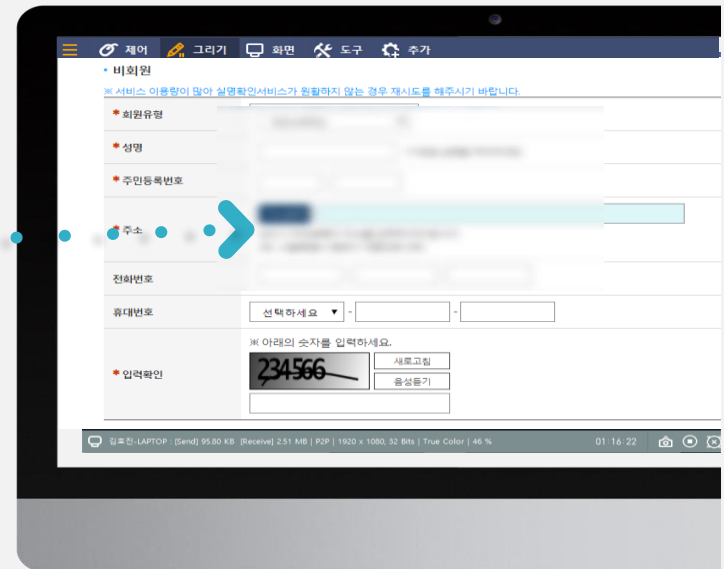 제어 그리기 화면 도구 추가
• 비회원
※ 서비스 이용량이 많아 실명확인서비스가 원활하지 않는 경우 재시도를 해주시기 바랍니다.
* 회원유형
* 성명
* 주민등록번호
* 주소
전화번호
휴대번호 선택하세요 ▼ - -
※ 아래의 숫자를 입력하세요.
* 입력확인
234566
새로고침
음성듣기
김효진-LAPTOP : [Send] 95.80 KB [Receive] 2.51 MB | P2P | 1920 x 1080, 32 Bits | True Color | 46 % 01:16:22